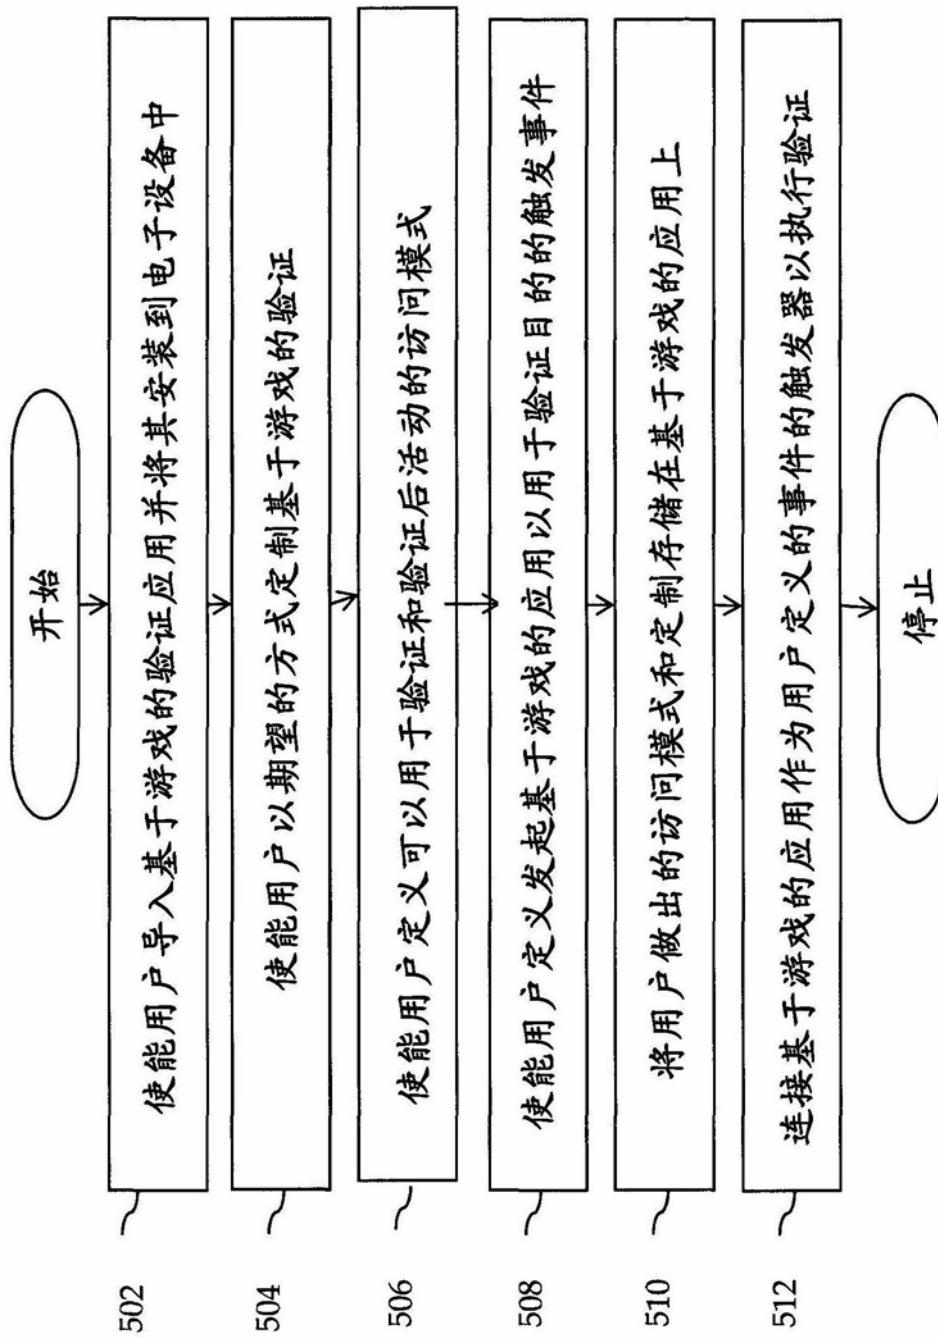 开始
使能用户导入基于游戏的验证应用并将其安装到电子设备中
502
使能用户以期望的方式定制基于游戏的验证
504
使能用户定义可以用于验证和验证后活动的访问模式
506
使能用户定义发起基于游戏的应用以用于验证目的的触发事件
508
将用户做出的访问模式和定制存储在基于游戏的应用上
510
连接基于游戏的应用作为用户定义的事件的触发器以执行验证
512
停止